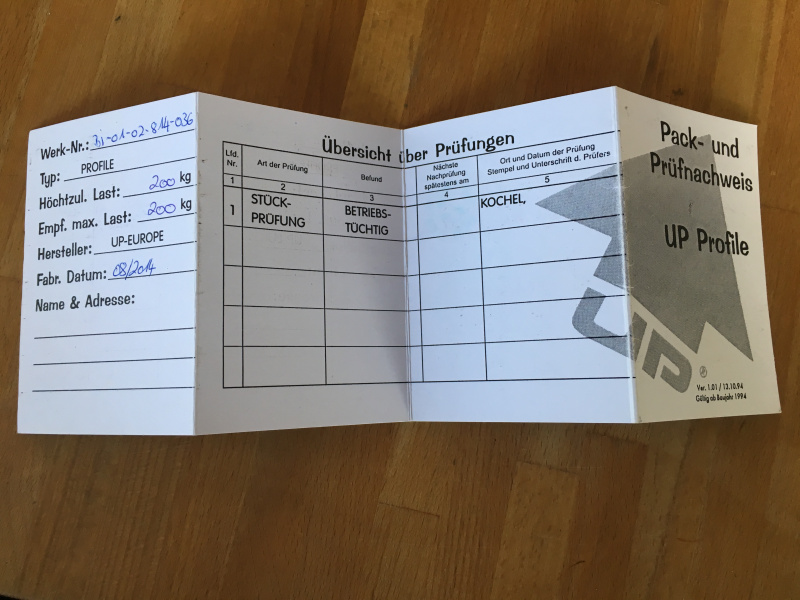 Werk-Nr.: Bi-01-02-814-036
Typ: PROFILE
Höchtzul. Last: 200 kg
Empf. max. Last: 200 kg
Hersteller: UP-EUROPE
Fabr. Datum: 08/2014
Name & Adresse:
Übersicht über Prüfungen
Lfd. Nr.
Art der Prüfung
Befund
Nächste
Nachprüfung
spätestens am
Ort und Datum der Prüfung
Stempel und Unterschrift d. Prüfers
1 2 3 4 5
1 STÜCK-
PRÜFUNG
BETRIEBS-
TÜCHTIG
KOCHEL,
Pack- und
Prüfnachweis
UP Profile
UP
Ver. 1.01 / 13.10.94
Gültig ab Baujahr 1994